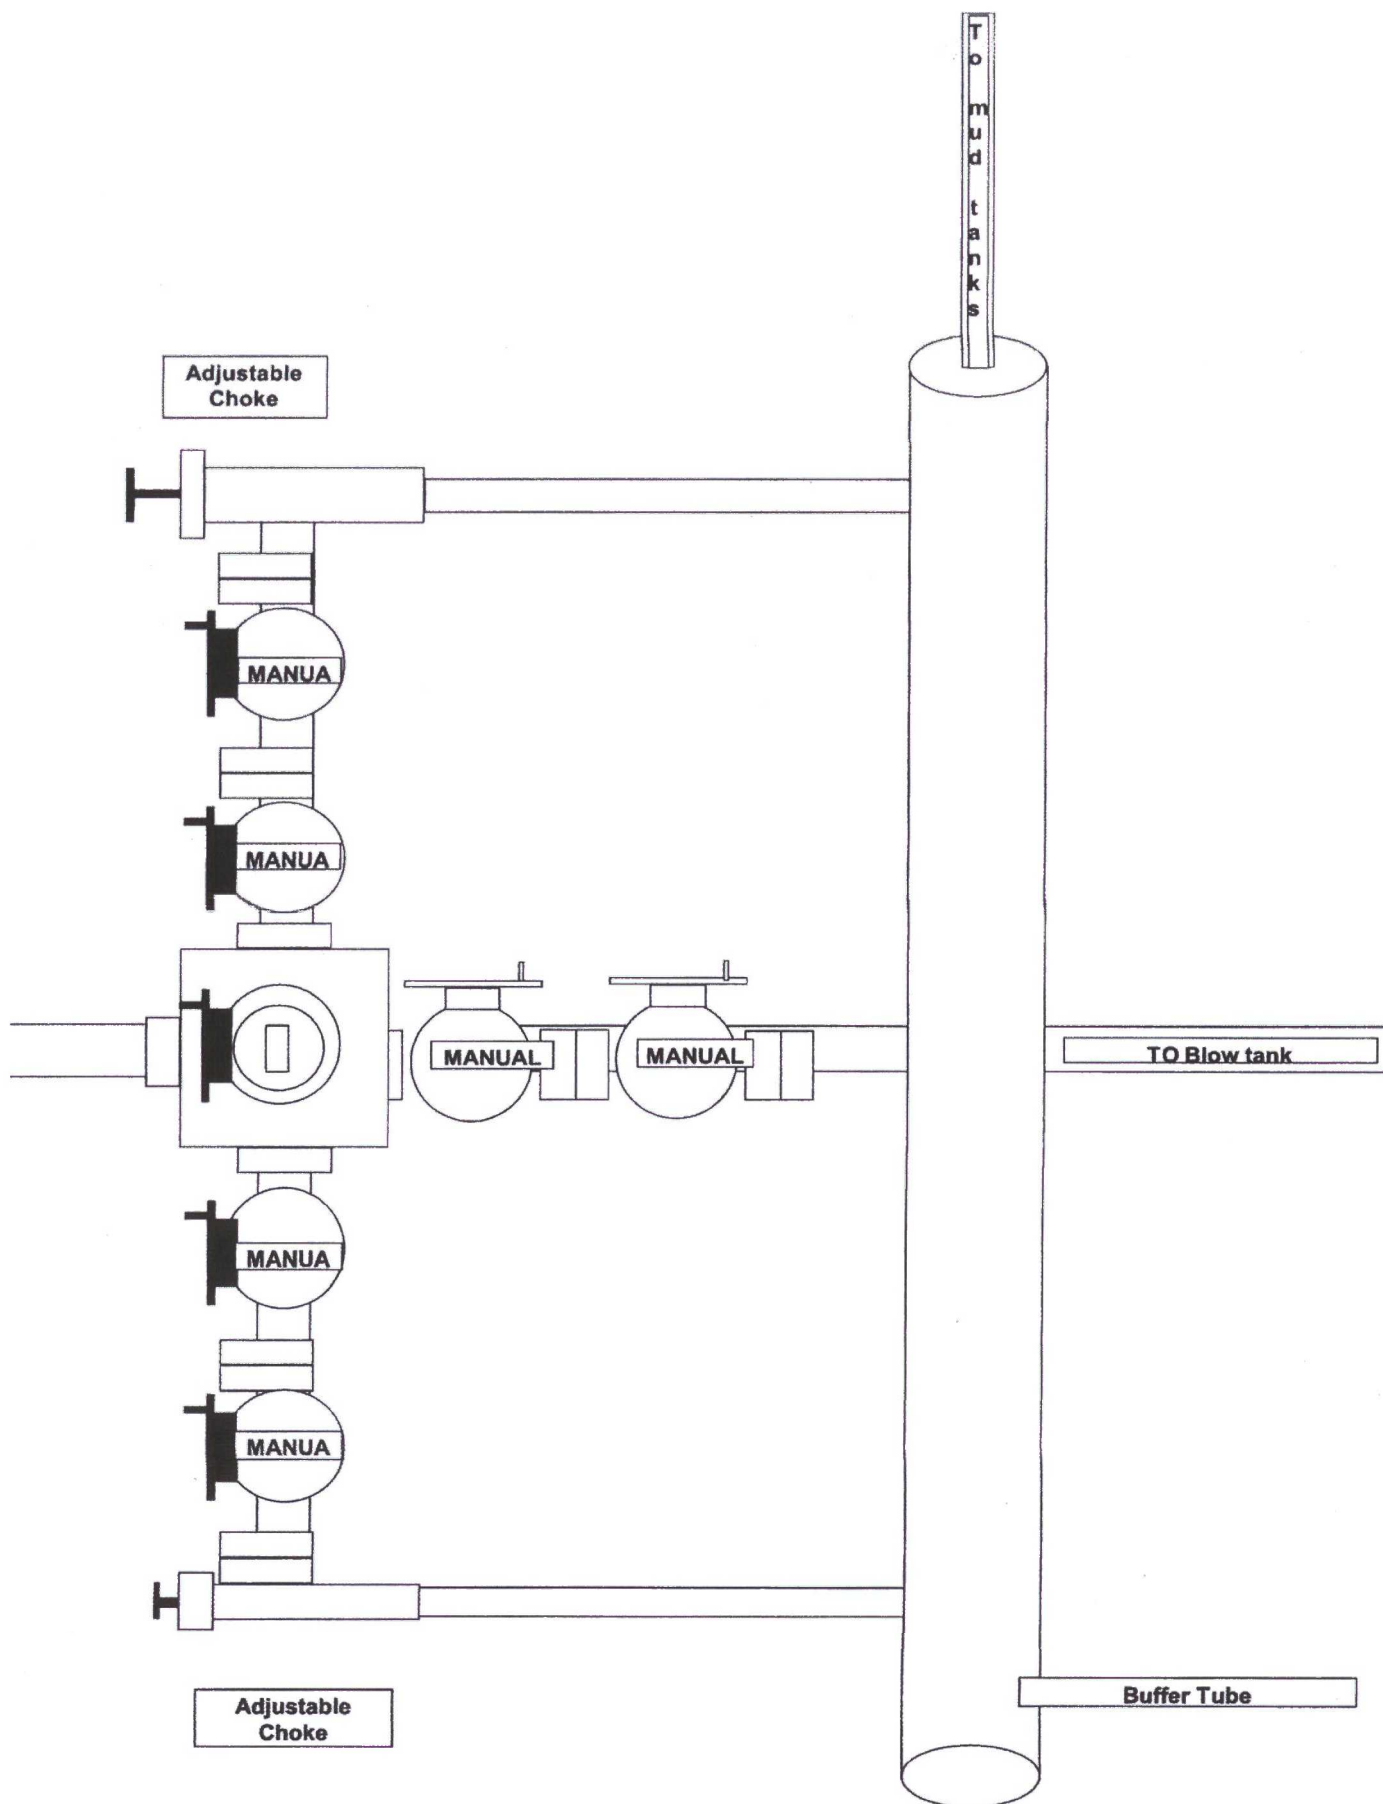 To mud tanks
Adjustable
Choke
MANUA
MANUA
MANUAL
MANUAL
TO Blow tank
MANUA
MANUA
Buffer Tube
Adjustable
Choke